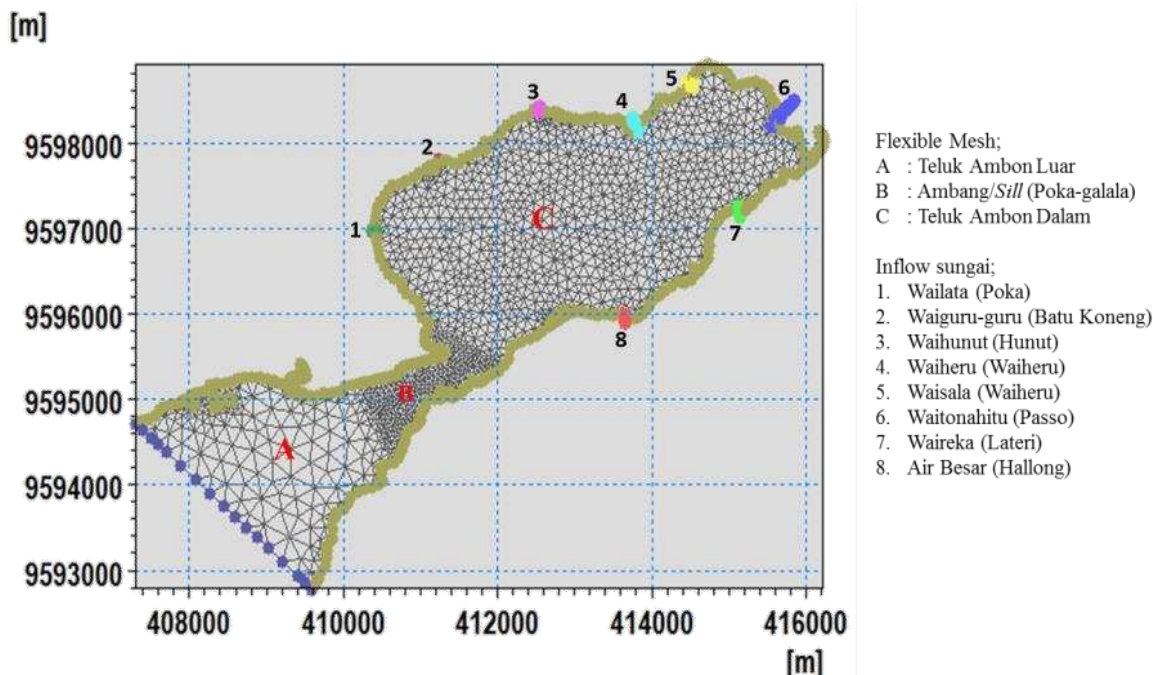 [m]
9598000
9597000
9596000
9595000
9594000
9593000
408000 410000 412000 414000 416000
[m]
1
2
3
4
5
6
7
8
A
B
C
Flexible Mesh;
A : Teluk Ambon Luar
B : Ambang/Sill (Poka-galala)
C : Teluk Ambon Dalam
Inflow sungai;
1. Wailata (Poka)
2. Waiguru-guru (Batu Koneng)
3. Waihunut (Hunut)
4. Waiheru (Waiheru)
5. Waisala (Waiheru)
6. Waitonahitu (Passo)
7. Waireka (Lateri)
8. Air Besar (Hallong)